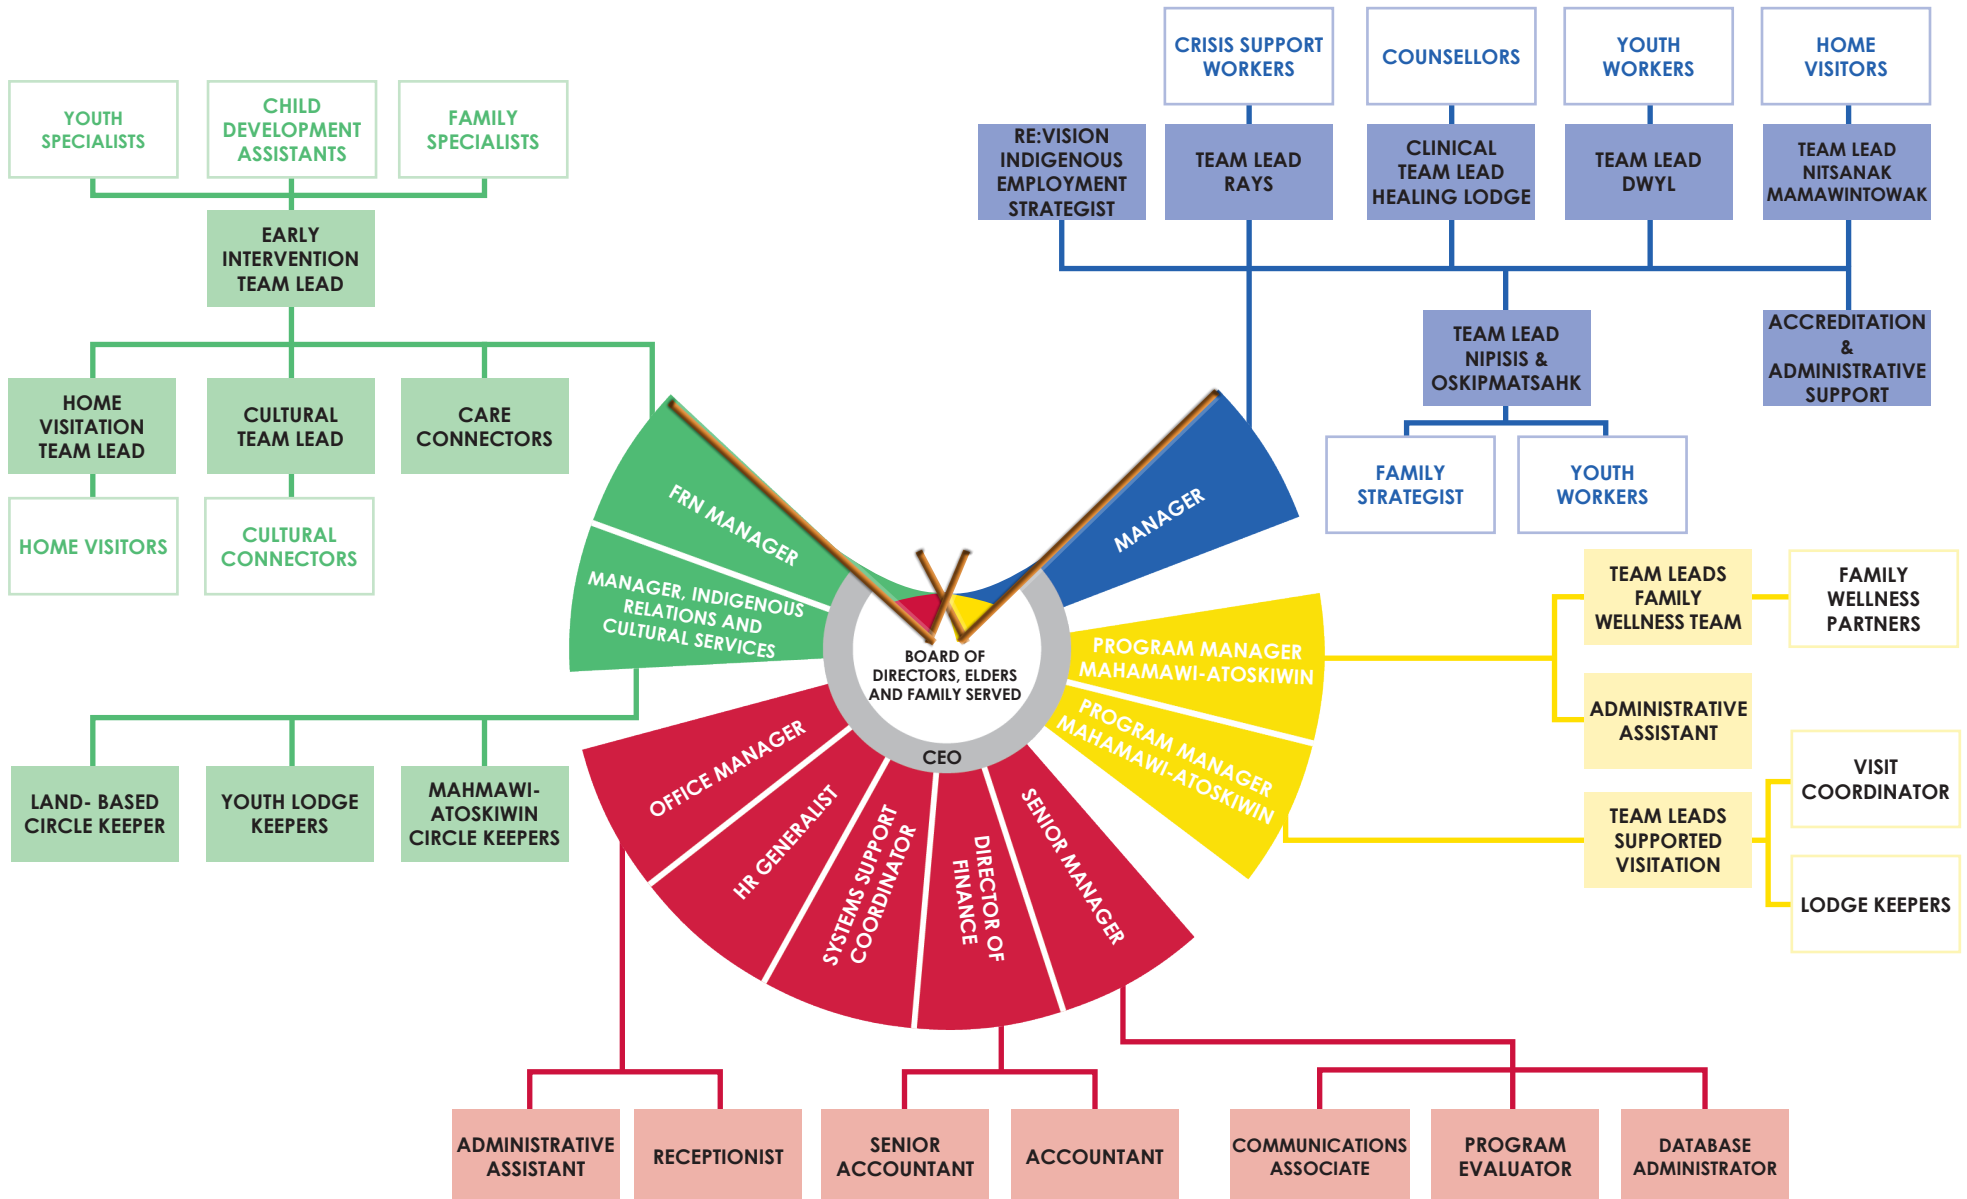 YOUTH
SPECIALISTS
CHILD
DEVELOPMENT
ASSISTANTS
FAMILY
SPECIALISTS
EARLY
INTERVENTION
TEAM LEAD
HOME
VISITATION
TEAM LEAD
CULTURAL
TEAM LEAD
CARE
CONNECTORS
HOME VISITORS
CULTURAL
CONNECTORS
CRISIS SUPPORT
WORKERS
COUNSELLORS
YOUTH
WORKERS
HOME
VISITORS
RE:VISION
INDIGENOUS
EMPLOYMENT
STRATEGIST
TEAM LEAD
RAYS
CLINICAL
TEAM LEAD
HEALING LODGE
TEAM LEAD
DWYL
TEAM LEAD
NITSANAK
MAMAWINTOWAK
TEAM LEAD
NIPISIS &
OSKIPMATSAHK
ACCREDITATION
&
ADMINISTRATIVE
SUPPORT
FAMILY
STRATEGIST
YOUTH
WORKERS
FRN MANAGER
MANAGER, INDIGENOUS
RELATIONS AND
CULTURAL SERVICES
MANAGER
BOARD OF
DIRECTORS, ELDERS
AND FAMILY SERVED
CEO
PROGRAM MANAGER
MAHAMAWI-ATOSKIWIN
PROGRAM MANAGER
MAHAMAWI-ATOSKIWIN
TEAM LEADS
FAMILY
WELLNESS TEAM
FAMILY
WELLNESS
PARTNERS
ADMINISTRATIVE
ASSISTANT
TEAM LEADS
SUPPORTED
VISITATION
VISIT
COORDINATOR
LODGE KEEPERS
LAND- BASED
CIRCLE KEEPER
YOUTH LODGE
KEEPERS
MAHMAWI-
ATOSKIWIN
CIRCLE KEEPERS
OFFICE MANAGER
HR GENERALIST
SYSTEMS SUPPORT
COORDINATOR
DIRECTOR OF
FINANCE
SENIOR MANAGER
ADMINISTRATIVE
ASSISTANT
RECEPTIONIST
SENIOR
ACCOUNTANT
ACCOUNTANT
COMMUNICATIONS
ASSOCIATE
PROGRAM
EVALUATOR
DATABASE
ADMINISTRATOR